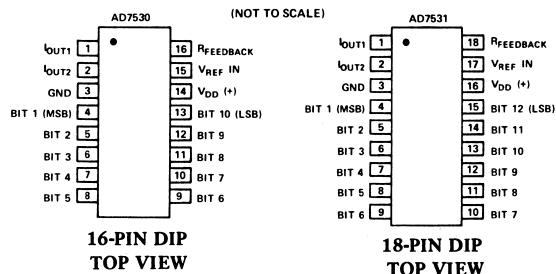 (NOT TO SCALE)
AD7530
IOUT1 1 16 RFEEDBACK
IOUT2 2 15 VREF IN
GND 3 14 VDD (+)
BIT 1 (MSB) 4 13 BIT 10 (LSB)
BIT 2 5 12 BIT 9
BIT 3 6 11 BIT 8
BIT 4 7 10 BIT 7
BIT 5 8 9 BIT 6
16-PIN DIP
TOP VIEW
AD7531
IOUT1 1 18 RFEEDBACK
IOUT2 2 17 VREF IN
GND 3 16 VDD (+)
BIT 1 (MSB) 4 15 BIT 12 (LSB)
BIT 2 5 14 BIT 11
BIT 3 6 13 BIT 10
BIT 4 7 12 BIT 9
BIT 5 8 11 BIT 8
BIT 6 9 10 BIT 7
18-PIN DIP
TOP VIEW